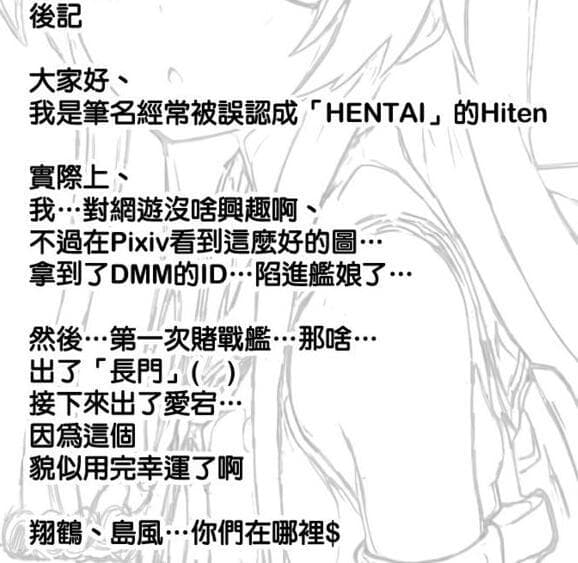 後記
大家好、
我是筆名經常被誤認成「HENTAI」的Hiten
實際上、
我…對網遊沒啥興趣啊、
不過在Pixiv看到這麼好的圖…
拿到了DMM的ID…陷進艦娘了…
然後…第一次賭戰艦…那啥…
出了「長門」(　)
接下來出了愛宕…
因為這個
貌似用完幸運了啊
翔鶴、島風…你們在哪裡$